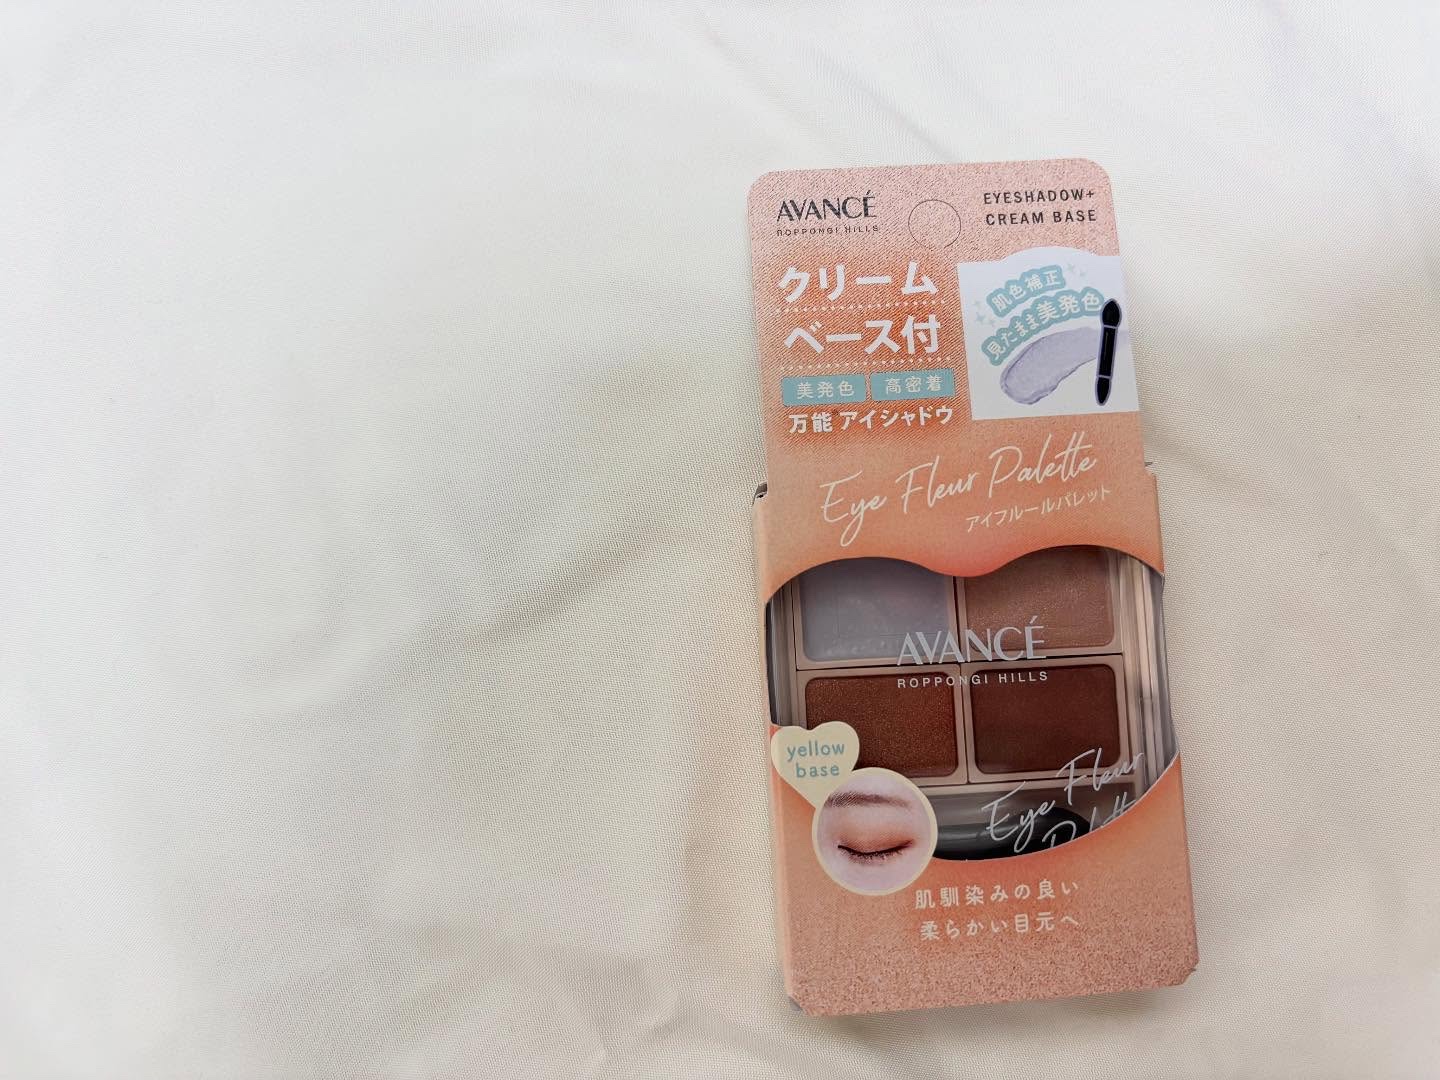 AVANCÉ
ROPPONGI HILLS
EYESHADOW+
CREAM BASE
クリーム
ベース付
肌色補正
見たまま美発色
美発色 高密着
万能*アイシャドウ
Eye Fleur Palette
アイフルールパレット
AVANCÉ
ROPPONGI HILLS
yellow
base
Eye Fleur
肌馴染みの良い
柔らかい目元へ